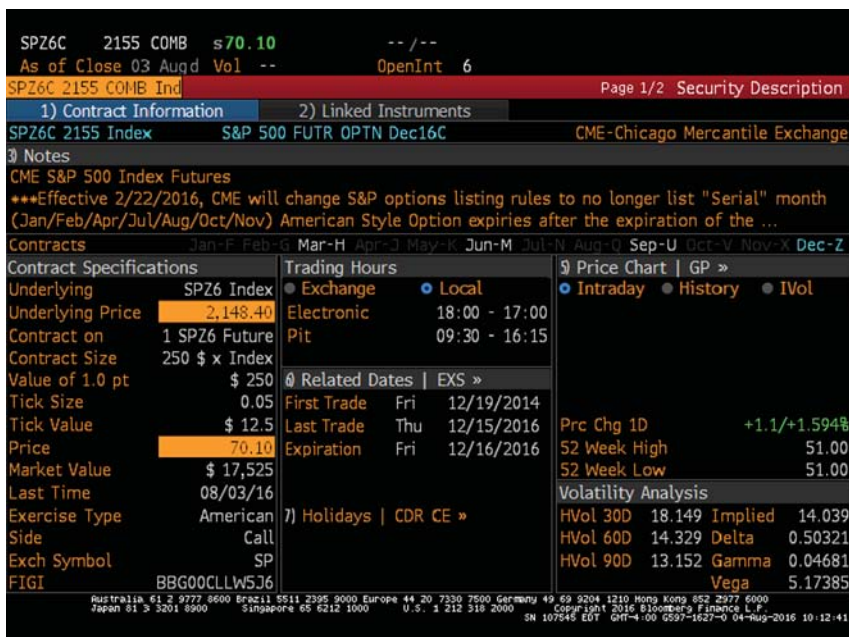 SPZ6C 2155 COMB s70.10 --/--
As of Close 03 Augd Vol -- OpenInt 6
SPZ6C 2155 COMB Ind Page 1/2 Security Description
1) Contract Information 2) Linked Instruments
SPZ6C 2155 Index S&P 500 FUTR OPTN Dec16C CME-Chicago Mercantile Exchange
3) Notes
CME S&P 500 Index Futures
***Effective 2/22/2016, CME will change S&P options listing rules to no longer list "Serial" month
(Jan/Feb/Apr/Jul/Aug/Oct/Nov) American Style Option expiries after the expiration of the ...
Contracts Jan-F Feb-G Mar-H Apr-J May-K Jun-M Jul-N Aug-Q Sep-U Oct-V Nov-X Dec-Z
Contract Specifications Trading Hours 5) Price Chart | GP »
Underlying SPZ6 Index Exchange Local Intraday History IVol
Underlying Price 2,148.40 Electronic 18:00 - 17:00
Contract on 1 SPZ6 Future Pit 09:30 - 16:15
Contract Size 250 $ x Index
Value of 1.0 pt $ 250 6) Related Dates | EXS »
Tick Size 0.05 First Trade Fri 12/19/2014
Tick Value $ 12.5 Last Trade Thu 12/15/2016 Prc Chg 1D +1.1/+1.594%
Price 70.10 Expiration Fri 12/16/2016 52 Week High 51.00
Market Value $ 17,525 52 Week Low 51.00
Last Time 08/03/16 Volatility Analysis
Exercise Type American 7) Holidays | CDR CE » HVol 30D 18.149 Implied 14.039
Side Call HVol 60D 14.329 Delta 0.50321
Exch Symbol SP HVol 90D 13.152 Gamma 0.04681
FIGI BBG00CLLW5J6 Vega 5.17385
Australia 61 2 9777 8600 Brazil 5511 2395 9000 Europe 44 20 7330 7500 Germany 49 69 9204 1210 Hong Kong 852 2977 6000
Japan 81 3 3201 8900 Singapore 65 6212 1000 U.S. 1 212 318 2000 Copyright 2016 Bloomberg Finance L.P.
SN 107545 EDT GMT-4:00 G597-1627-0 04-Aug-2016 10:12:41